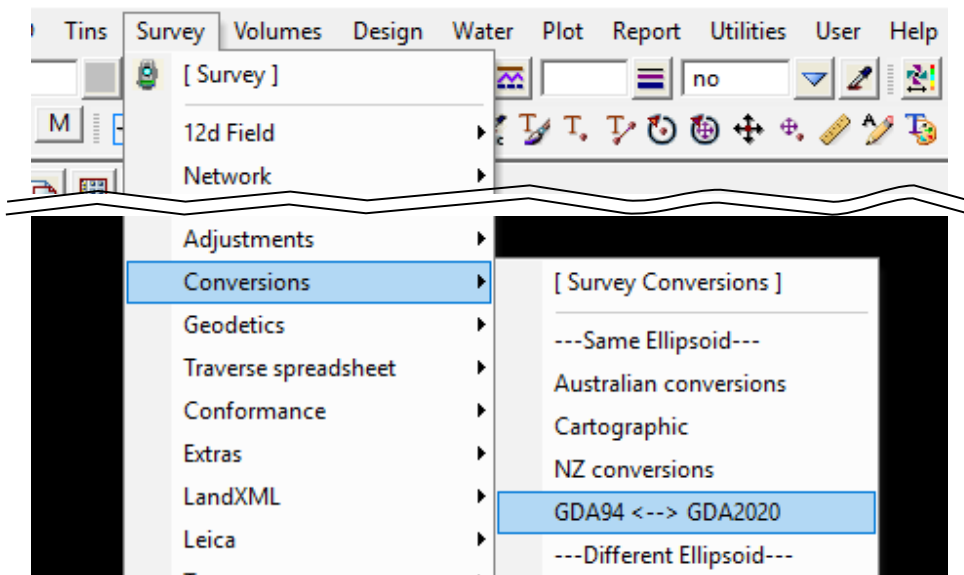 Tins Survey Volumes Design Water Plot Report Utilities User Help
[ Survey ]
no
M
12d Field
Network
Adjustments
Conversions
[ Survey Conversions ]
Geodetics
---Same Ellipsoid---
Traverse spreadsheet
Australian conversions
Conformance
Cartographic
Extras
NZ conversions
LandXML
GDA94 <--> GDA2020
Leica
---Different Ellipsoid---